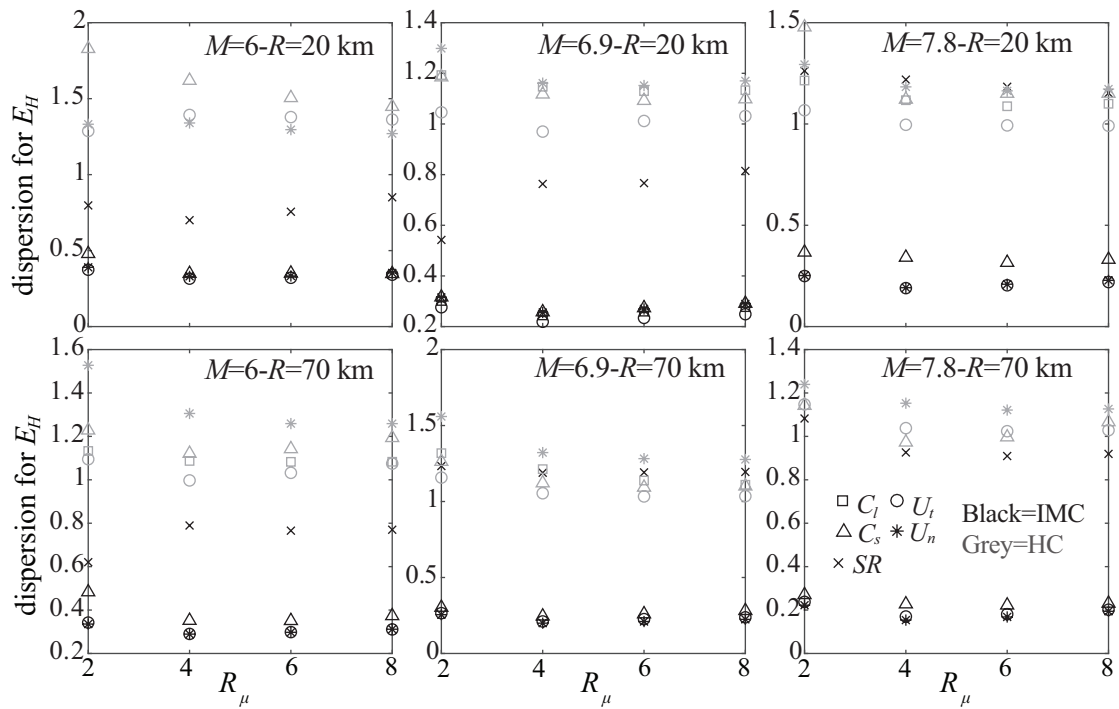 M=6-R=20 km
M=6.9-R=20 km
M=7.8-R=20 km
dispersion for E_H
2
1.5
1
0.5
0
1.4
1.2
1
0.8
0.6
0.4
0.2
1.5
1
0.5
0
M=6-R=70 km
M=6.9-R=70 km
M=7.8-R=70 km
dispersion for E_H
1.6
1.4
1.2
1
0.8
0.6
0.4
0.2
2
1.5
1
0.5
0
1.4
1.2
1
0.8
0.6
0.4
0.2
0
C_l U_t
C_s U_n
SR
Black=IMC
Grey=HC
2 4 6 8
2 4 6 8
2 4 6 8
R_μ
R_μ
R_μ